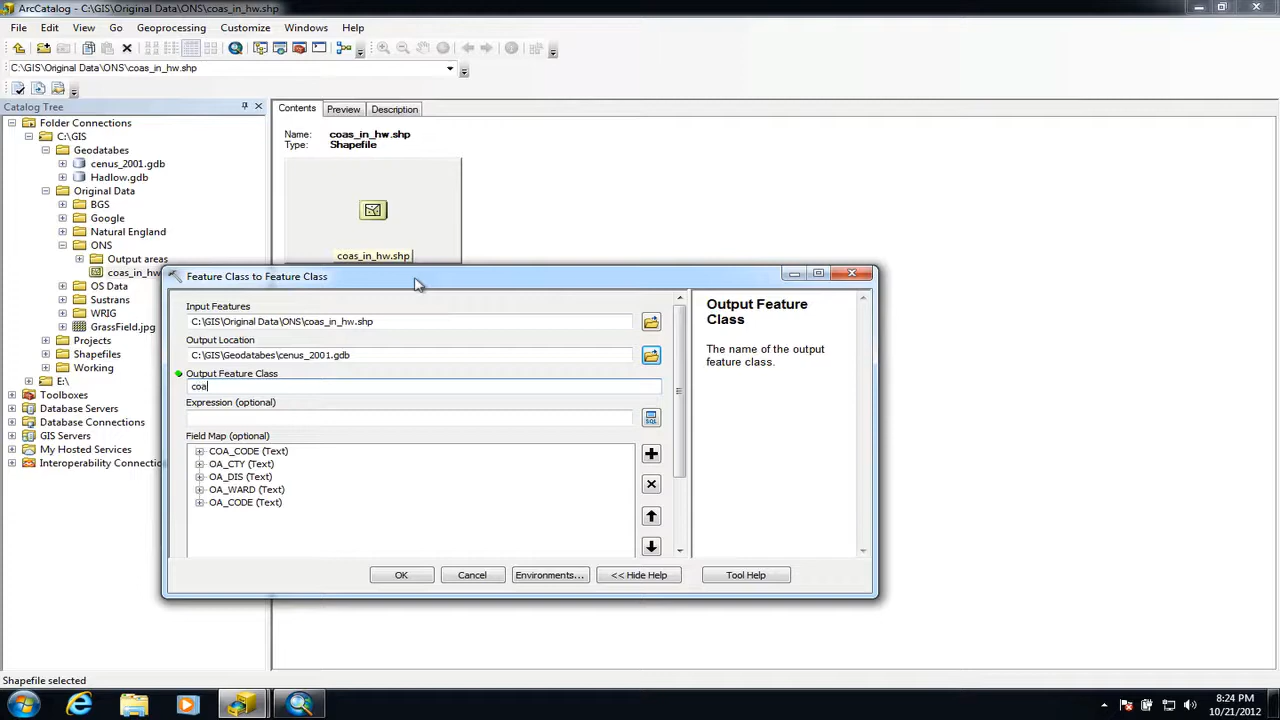 ArcCatalog - C:\GIS\Original Data\ONS\coas_in_hw.shp
File Edit View Go Geoprocessing Customize Windows Help
C:\GIS\Original Data\ONS\coas_in_hw.shp
Catalog Tree
Folder Connections
C:\GIS
Geodatabes
cenus_2001.gdb
Hadlow.gdb
Original Data
BGS
Google
Natural England
ONS
Output areas
coas_in_hw
OS Data
Sustrans
WRIG
GrassField.jpg
Projects
Shapefiles
Working
E:\
Toolboxes
Database Servers
Database Connections
GIS Servers
My Hosted Services
Interoperability Connectio
Contents Preview Description
Name: coas_in_hw.shp
Type: Shapefile
coas_in_hw.shp
Feature Class to Feature Class
Input Features
C:\GIS\Original Data\ONS\coas_in_hw.shp
Output Location
C:\GIS\Geodatabes\cenus_2001.gdb
Output Feature Class
coa
Expression (optional)
SQL
Field Map (optional)
COA_CODE (Text)
OA_CTY (Text)
OA_DIS (Text)
OA_WARD (Text)
OA_CODE (Text)
OK Cancel Environments... << Hide Help Tool Help
Output Feature
Class
The name of the output
feature class.
Shapefile selected
8:24 PM
10/21/2012